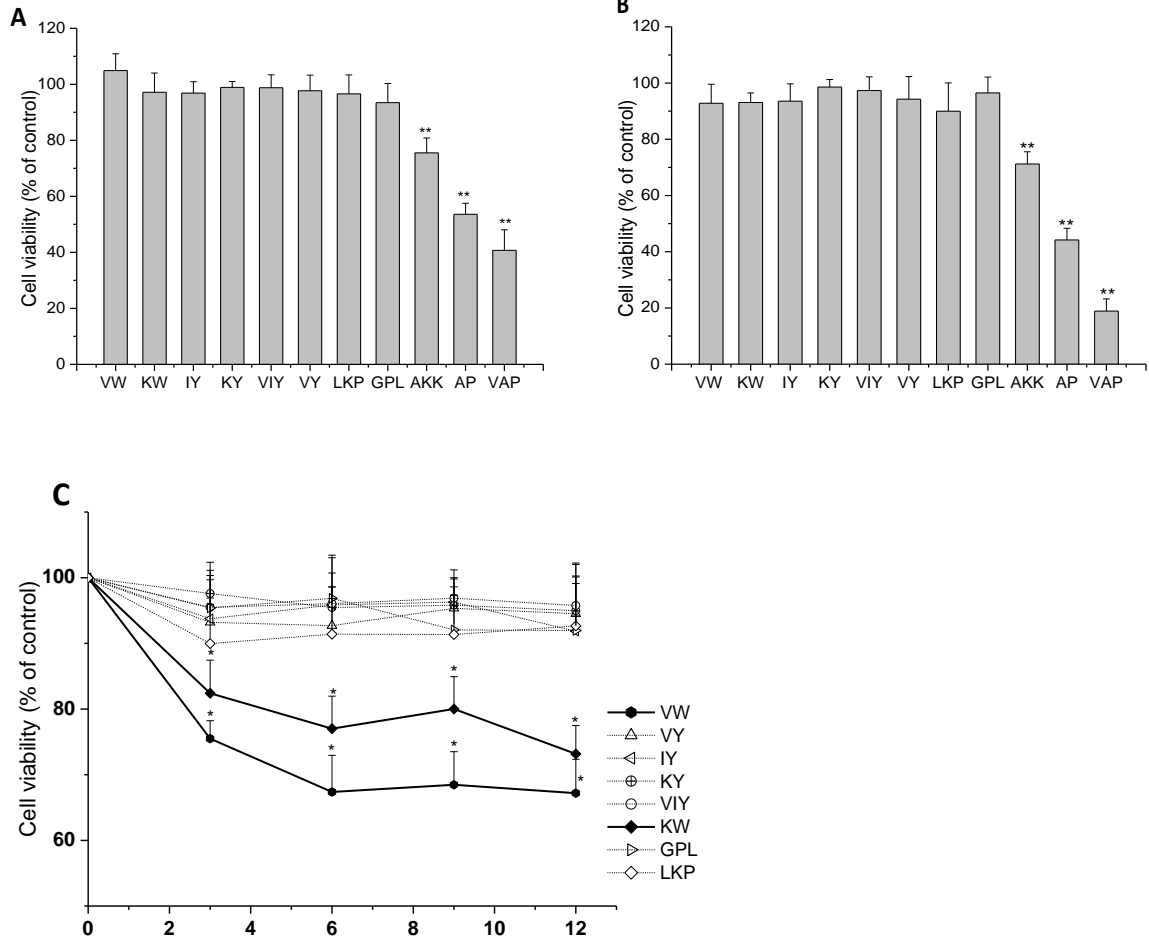 A
Cell viability (% of control)
120
100
80
60
40
20
0
**
**
**
VW KW IY KY VIY VY LKP GPL AKK AP VAP
B
Cell viability (% of control)
120
100
80
60
40
20
0
**
**
**
VW KW IY KY VIY VY LKP GPL AKK AP VAP
C
Cell viability (% of control)
100
80
60
*
*
*
*
*
*
*
*
0 2 4 6 8 10 12
VW
VY
IY
KY
VIY
KW
GPL
LKP